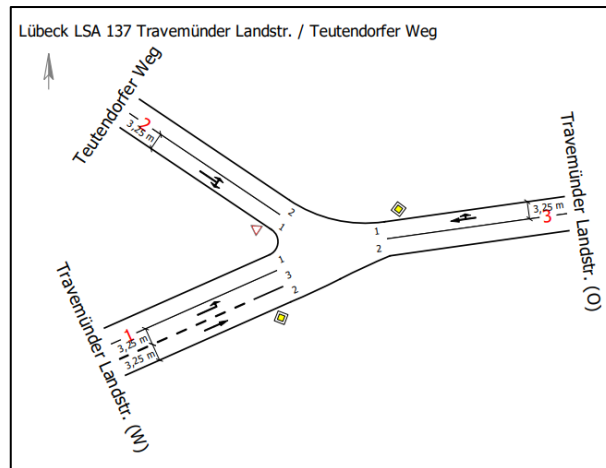 Lübeck LSA 137 Travemünder Landstr. / Teutendorfer Weg
Teutendorfer Weg
2
3,25 m
2
1
3,25 m
3
1
2
Travemünder Landstr. (O)
1
3
2
1
3,25 m
3,25 m
Travemünder Landstr. (W)